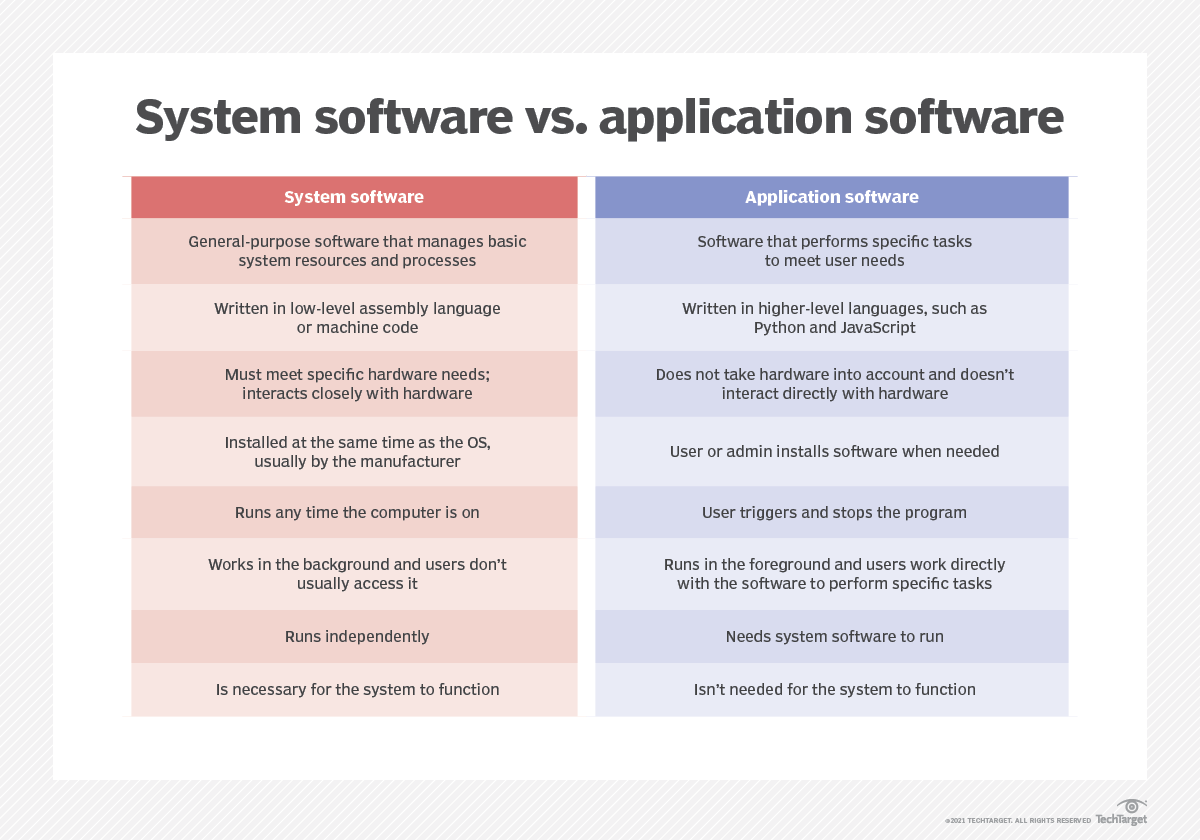 System software vs. application software
System software
Application software
General-purpose software that manages basic
system resources and processes
Software that performs specific tasks
to meet user needs
Written in low-level assembly language
or machine code
Written in higher-level languages, such as
Python and JavaScript
Must meet specific hardware needs;
interacts closely with hardware
Does not take hardware into account and doesn’t
interact directly with hardware
Installed at the same time as the OS,
usually by the manufacturer
User or admin installs software when needed
Runs any time the computer is on
User triggers and stops the program
Works in the background and users don’t
usually access it
Runs in the foreground and users work directly
with the software to perform specific tasks
Runs independently
Needs system software to run
Is necessary for the system to function
Isn’t needed for the system to function
©2021 TECHTARGET. ALL RIGHTS RESERVED TechTarget